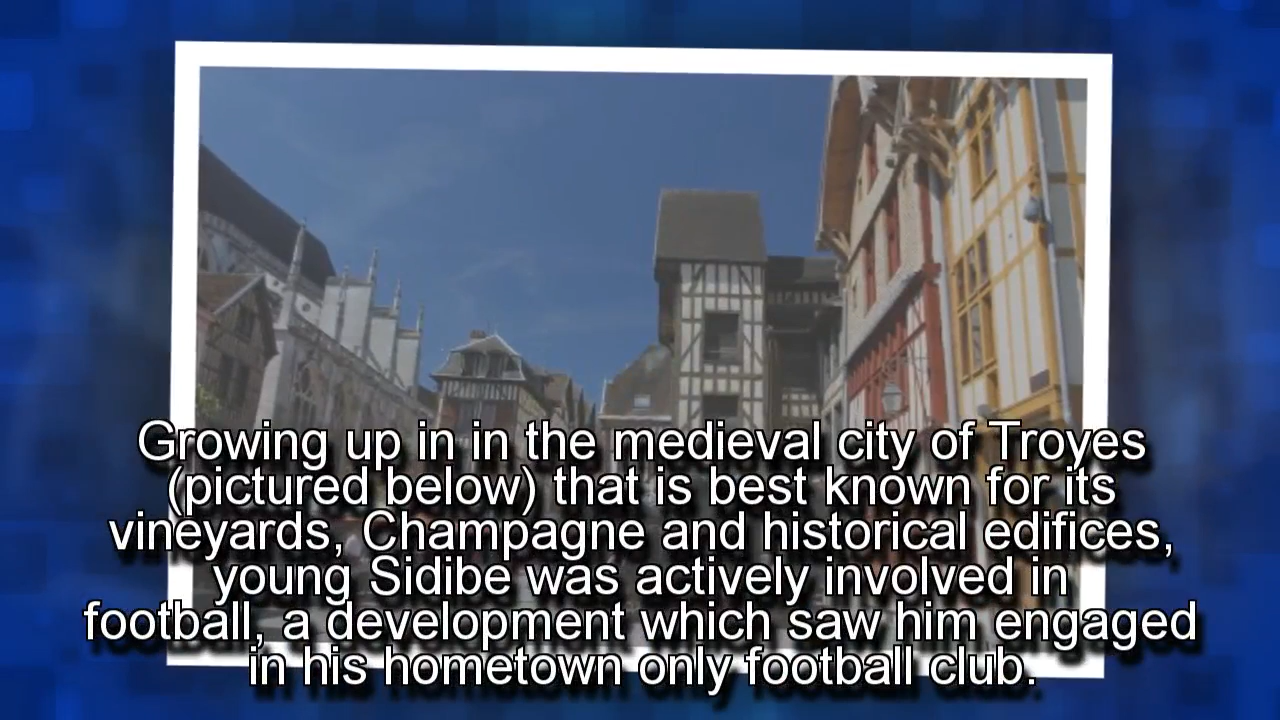 Growing up in in the medieval city of Troyes
(pictured below) that is best known for its
vineyards, Champagne and historical edifices,
young Sidibe was actively involved in
football, a development which saw him engaged
in his hometown only football club.